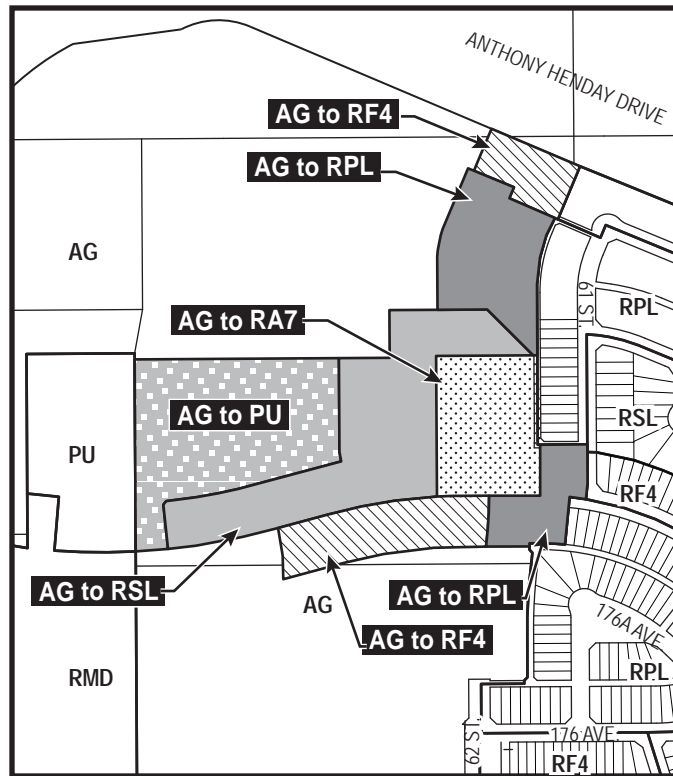 ANTHONY HENDAY DRIVE
AG to RF4
AG to RPL
AG
61 ST.
RPL
AG to RA7
RSL
AG to PU
PU
RF4
AG to RSL
AG to RPL
AG
176A AVE
AG to RF4
RMD
RPL
62 ST.
176 AVE.
RF4